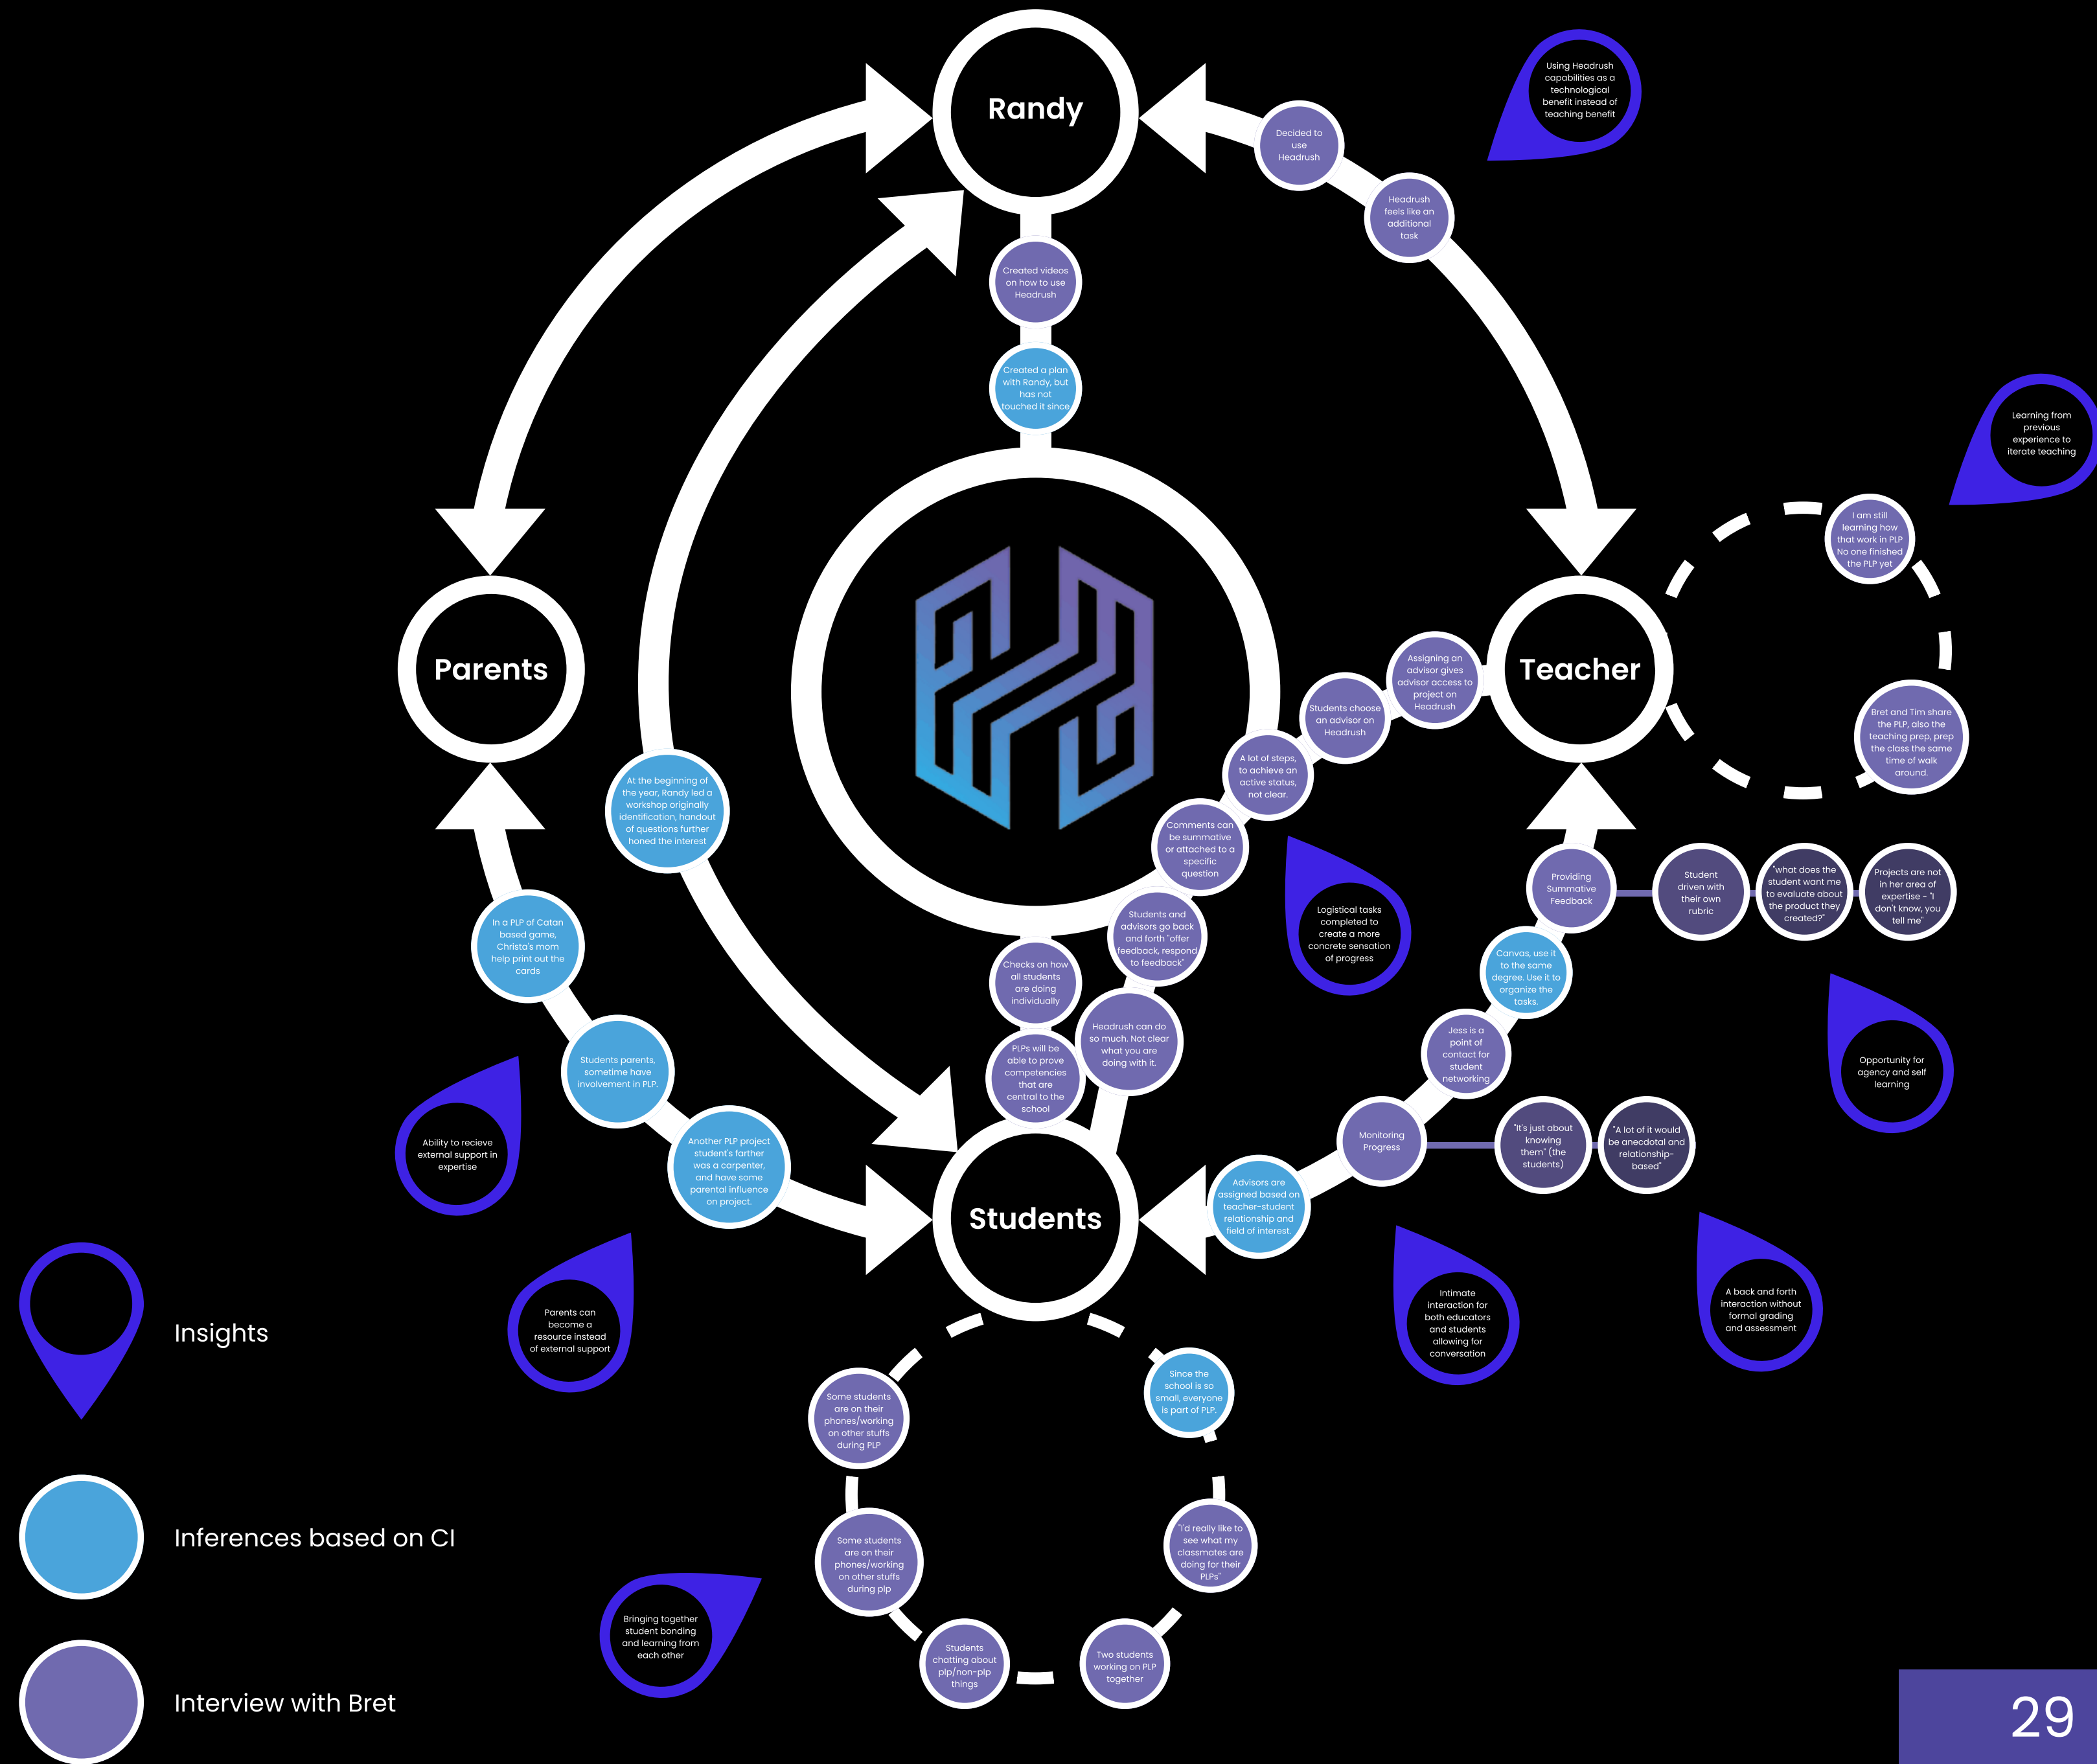 Randy
Using Headrush
capabilities as a
technological
benefit instead of
teaching benefit
Decided to
use
Headrush
Headrush
feels like an
additional
task
Created videos
on how to use
Headrush
Created a plan
with Randy, but
has not
touched it since
Learning from
previous
experience to
iterate teaching
I am still
learning how
that work in PLP
No one finished
the PLP yet
Parents
Teacher
Assigning an
advisor gives
advisor access to
project on
Headrush
Students choose
an advisor on
Headrush
Bret and Tim share
the PLP, also the
teaching prep, prep
the class the same
time of walk
around.
A lot of steps,
to achieve an
active status,
not clear.
At the beginning of
the year, Randy led a
workshop originally
identification, handout
of questions further
honed the interest
Comments can
be summative
or attached to a
specific
question
Providing
Summative
Feedback
Student
driven with
their own
rubric
"what does the
student want me
to evaluate about
the product they
created?"
Projects are not
in her area of
expertise - "I
don't know, you
tell me"
Logistical tasks
completed to
create a more
concrete sensation
of progress
Students and
advisors go back
and forth "offer
feedback, respond
to feedback"
In a PLP of Catan
based game,
Christa's mom
help print out the
cards
Checks on how
all students
are doing
individually
Canvas, use it
to the same
degree. Use it to
organize the
tasks.
Headrush can do
so much. Not clear
what you are
doing with it.
Jess is a
point of
contact for
student
networking
PLPs will be
able to prove
competencies
that are
central to the
school
Students parents,
sometime have
involvement in PLP.
Opportunity for
agency and self
learning
Ability to recieve
external support in
expertise
Another PLP project
student's farther
was a carpenter,
and have some
parental influence
on project.
Monitoring
Progress
"It's just about
knowing
them" (the
students)
"A lot of it would
be anecdotal and
relationship-
based"
Students
Advisors are
assigned based on
teacher-student
relationship and
field of interest.
Parents can
become a
resource instead
of external support
Intimate
interaction for
both educators
and students
allowing for
conversation
A back and forth
interaction without
formal grading
and assessment
Insights
Some students
are on their
phones/working
on other stuffs
during PLP
Since the
school is so
small, everyone
is part of PLP.
Inferences based on CI
Some students
are on their
phones/working
on other stuffs
during plp
"I'd really like to
see what my
classmates are
doing for their
PLPs"
Bringing together
student bonding
and learning from
each other
Students
chatting about
plp/non-plp
things
Two students
working on PLP
together
Interview with Bret
29